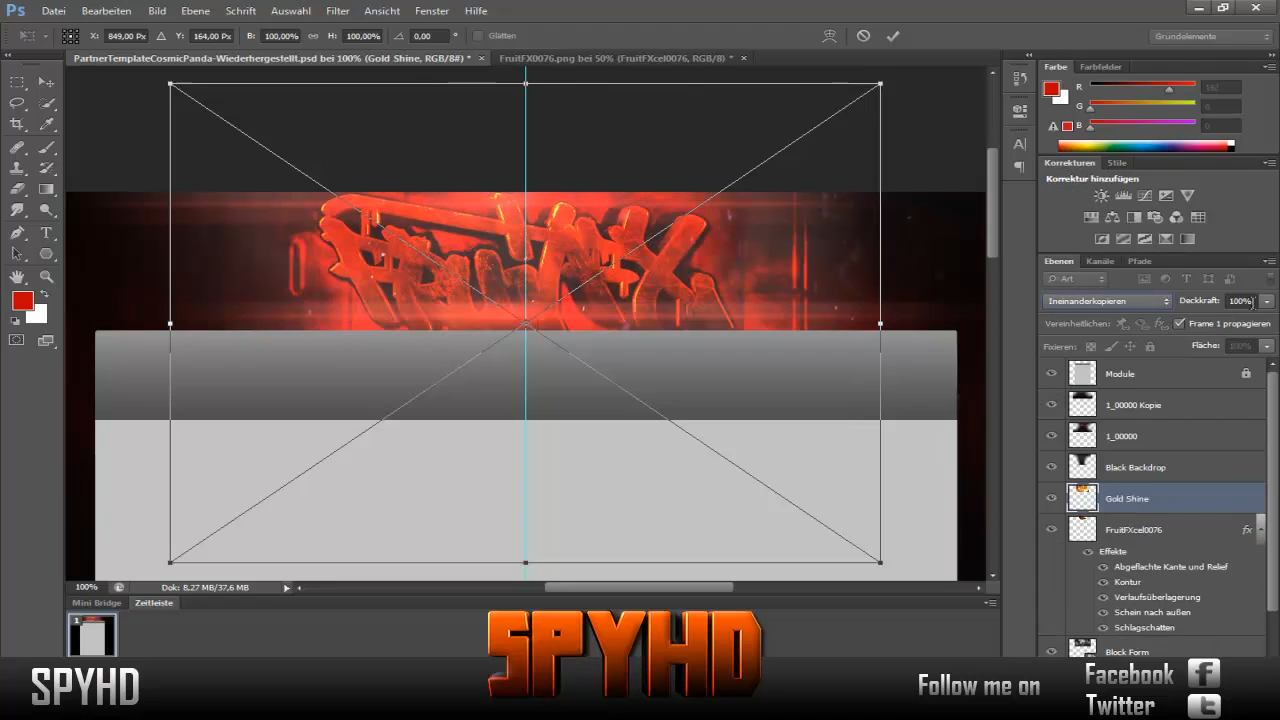 Ps Datei Bearbeiten Bild Ebene Schrift Auswahl Filter Ansicht Fenster Hilfe
X: 849,00 Px Y: 164,00 Px B: 100,00% H: 100,00% 0,00 ° Glätten Grundelemente
PartnerTemplateCosmicPanda-Wiederhergestellt.psd bei 100% (Gold Shine, RGB/8#) * × FruitFX0076.png bei 50% (FruitFXcel0076, RGB/8) * ×
Farbe Farbfelder
R 162
G 6
B 0
Korrekturen Stile
Korrektur hinzufügen
Ebenen Kanäle Pfade
Art
Ineinanderkopieren Deckkraft: 100%
Vereinheitlichen: Frame 1 propagieren
Fixieren: Fläche: 100%
Module
1_00000 Kopie
1_00000
Black Backdrop
Gold Shine
FruitFXcel0076 fx
Effekte
Abgeflachte Kante und Relief
Kontur
Verlaufsüberlagerung
Schein nach außen
Schlagschatten
Block Form
100% Dok: 8,27 MB/37,6 MB
Mini Bridge Zeitleiste
1
SPYHD
SPYHD
Follow me on
Facebook f
Twitter t